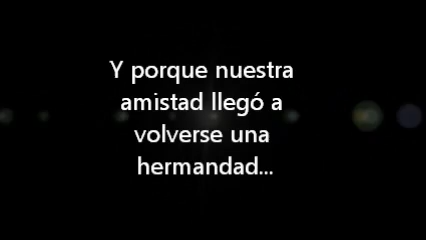 Y porque nuestra
amistad llegó a
volverse una
hermandad...